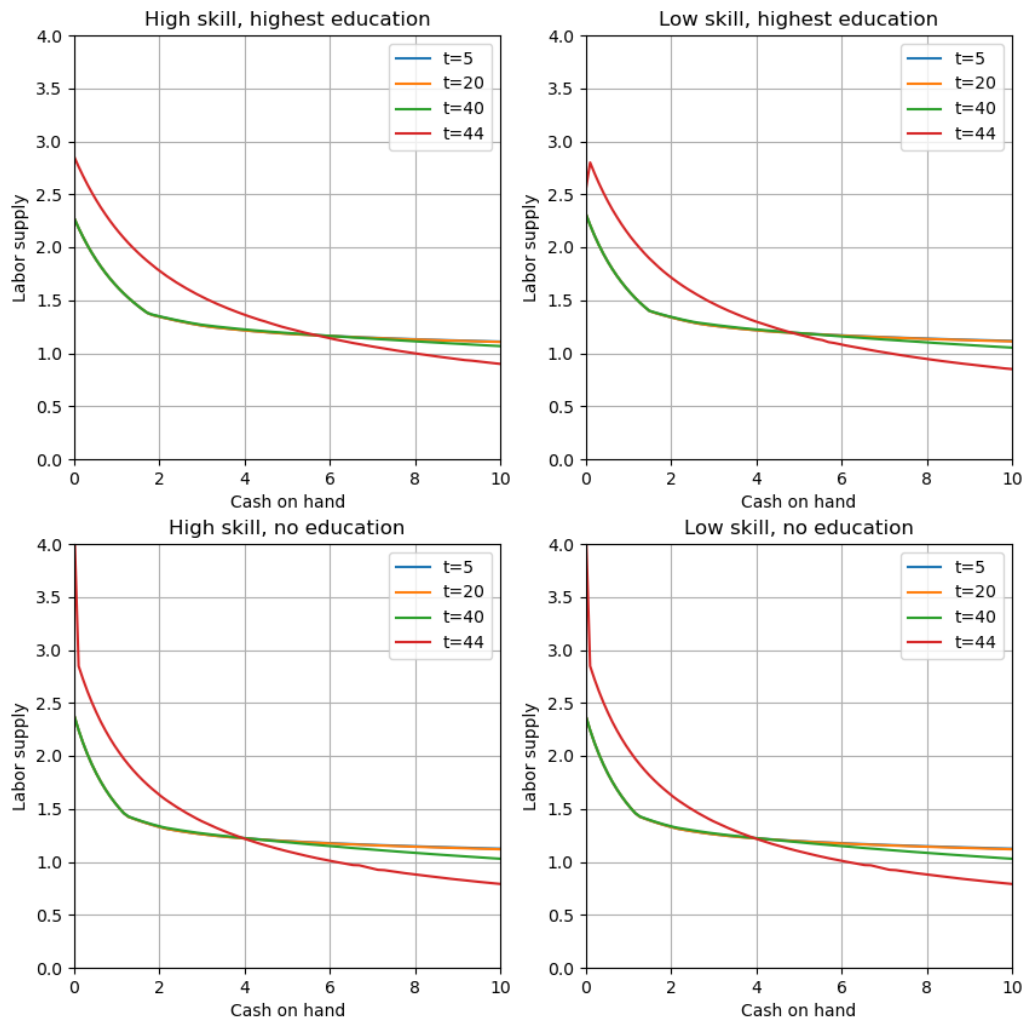 High skill, highest education
4.0
3.5
3.0
2.5
2.0
1.5
1.0
0.5
0.0
Labor supply
t=5
t=20
t=40
t=44
0 2 4 6 8 10
Cash on hand
Low skill, highest education
4.0
3.5
3.0
2.5
2.0
1.5
1.0
0.5
0.0
Labor supply
t=5
t=20
t=40
t=44
0 2 4 6 8 10
Cash on hand
High skill, no education
4.0
3.5
3.0
2.5
2.0
1.5
1.0
0.5
0.0
Labor supply
t=5
t=20
t=40
t=44
0 2 4 6 8 10
Cash on hand
Low skill, no education
4.0
3.5
3.0
2.5
2.0
1.5
1.0
0.5
0.0
Labor supply
t=5
t=20
t=40
t=44
0 2 4 6 8 10
Cash on hand